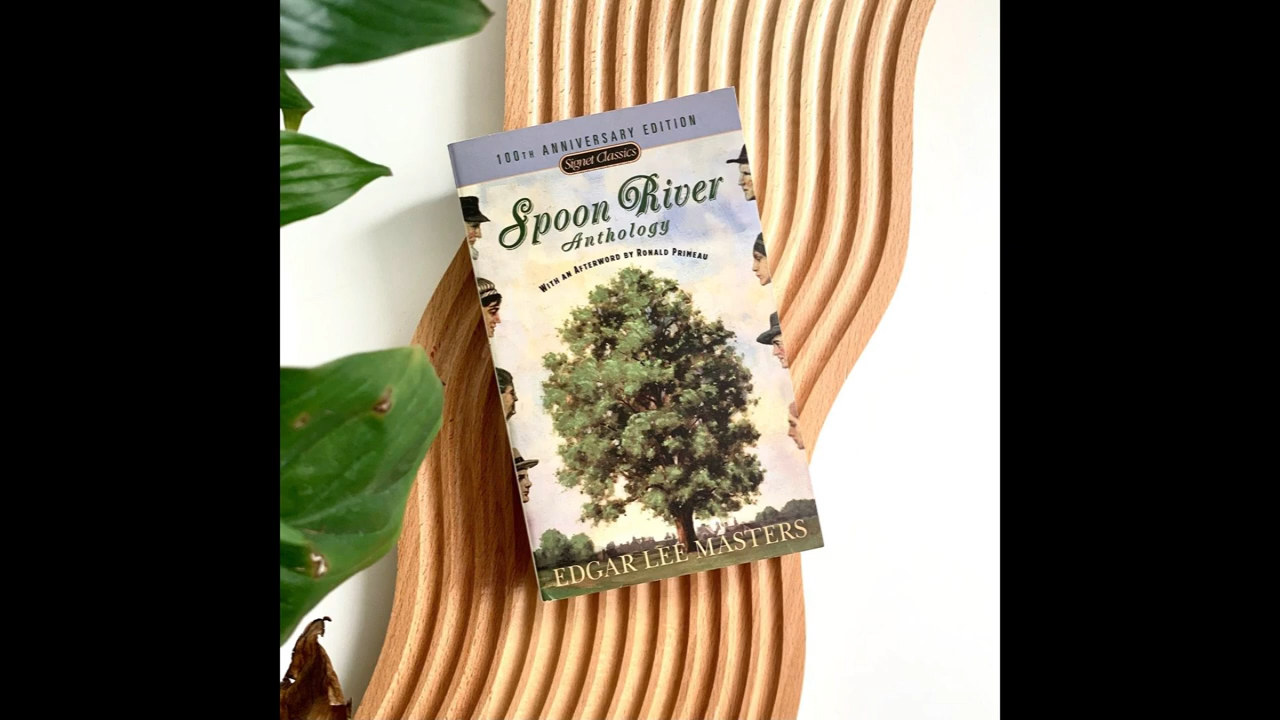 100TH ANNIVERSARY EDITION
Signet Classics
Spoon River
Anthology
WITH AN AFTERWORD BY RONALD PRIMEAU
EDGAR LEE MASTERS